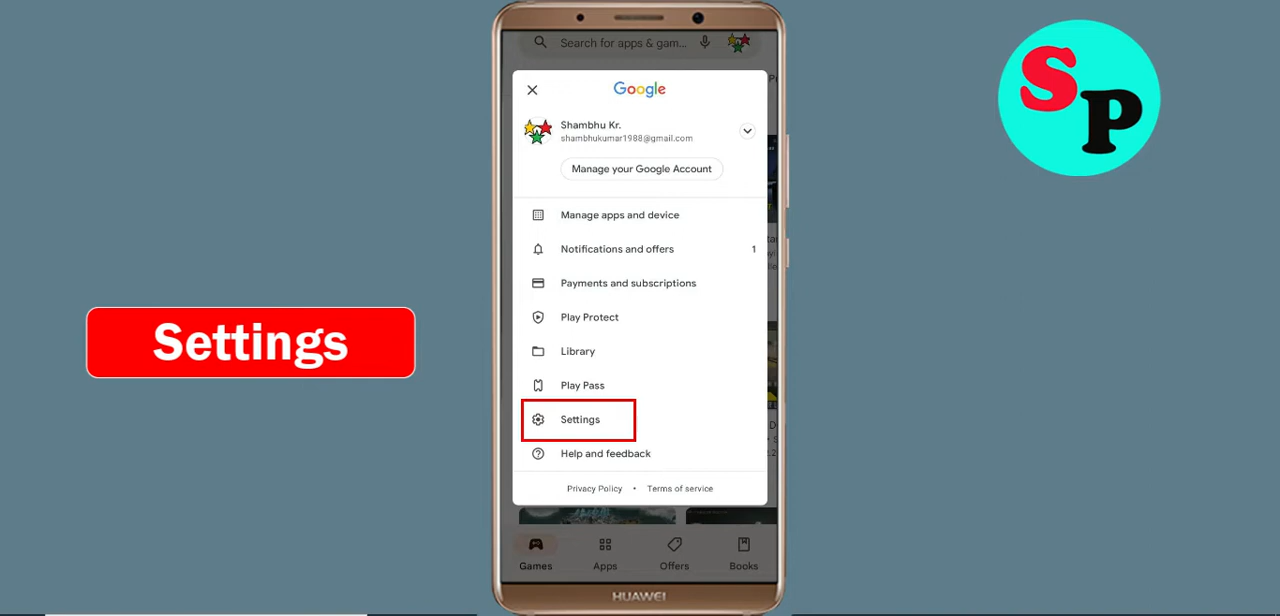 Search for apps & gam...
Google
Shambhu Kr.
shambhukumar1988@gmail.com
Manage your Google Account
Manage apps and device
Notifications and offers 1
Payments and subscriptions
Play Protect
Library
Play Pass
Settings
Help and feedback
Privacy Policy • Terms of service
Games Apps Offers Books
HUAWEI
Settings
SP